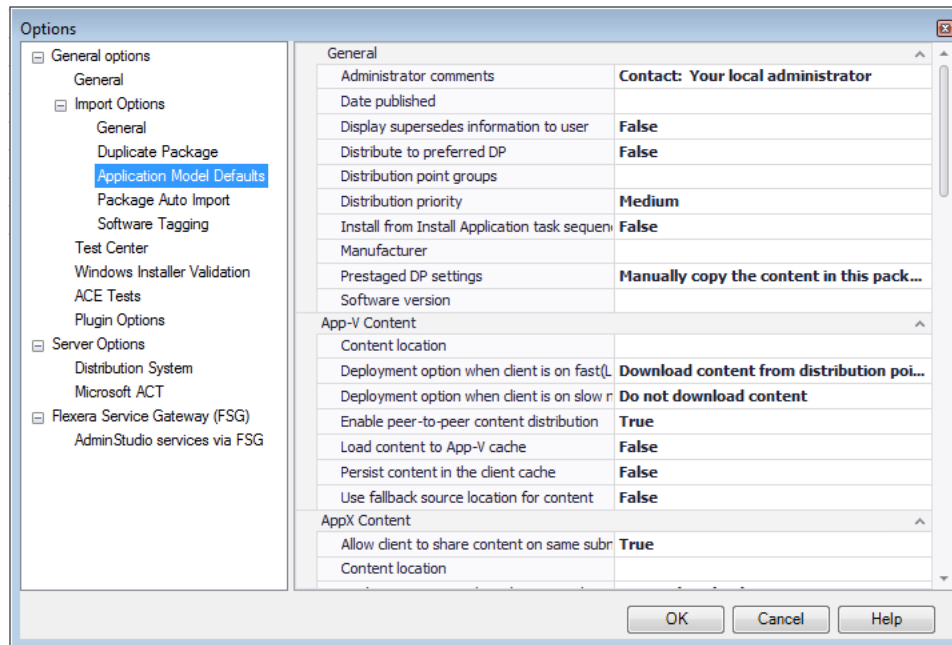 Options
General options
General
Import Options
General
Duplicate Package
Application Model Defaults
Package Auto Import
Software Tagging
Test Center
Windows Installer Validation
ACE Tests
Plugin Options
Server Options
Distribution System
Microsoft ACT
Flexera Service Gateway (FSG)
AdminStudio services via FSG
General
Administrator comments Contact: Your local administrator
Date published
Display supersedes information to user False
Distribute to preferred DP False
Distribution point groups
Distribution priority Medium
Install from Install Application task sequen False
Manufacturer
Prestaged DP settings Manually copy the content in this pack...
Software version
App-V Content
Content location
Deployment option when client is on fast(L Download content from distribution poi...
Deployment option when client is on slow n Do not download content
Enable peer-to-peer content distribution True
Load content to App-V cache False
Persist content in the client cache False
Use fallback source location for content False
AppX Content
Allow client to share content on same subn True
Content location
OK Cancel Help